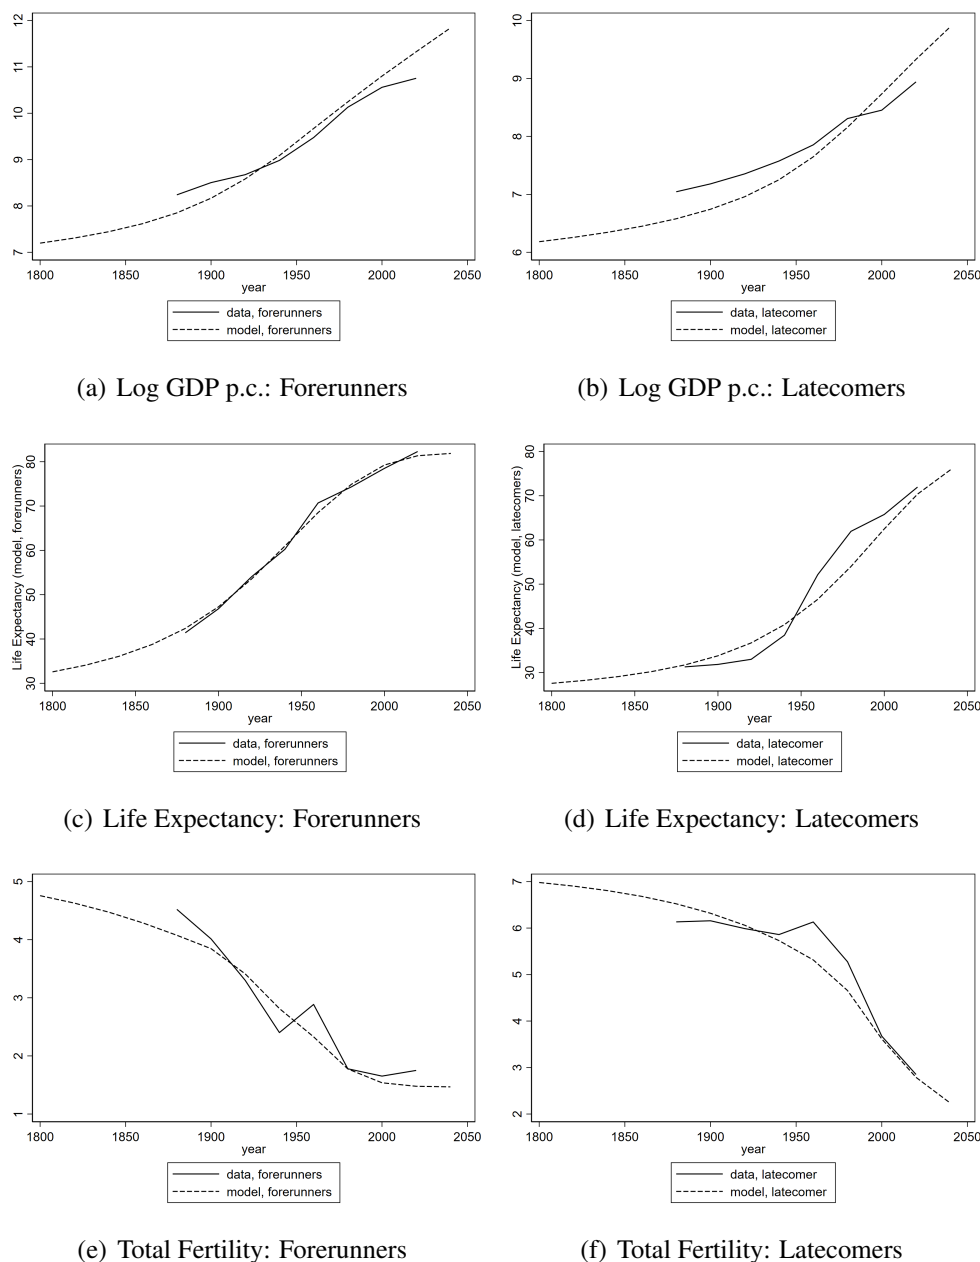 7 8 9 10 11 12
1800 1850 1900 1950 2000 2050
year
data, forerunners
model, forerunners
(a) Log GDP p.c.: Forerunners
6 7 8 9 10
1800 1850 1900 1950 2000 2050
year
data, latecomer
model, latecomer
(b) Log GDP p.c.: Latecomers
Life Expectancy (model, forerunners)
30 40 50 60 70 80
1800 1850 1900 1950 2000 2050
year
data, forerunners
model, forerunners
(c) Life Expectancy: Forerunners
Life Expectancy (model, latecomers)
30 40 50 60 70 80
1800 1850 1900 1950 2000 2050
year
data, latecomer
model, latecomer
(d) Life Expectancy: Latecomers
1 2 3 4 5
1800 1850 1900 1950 2000 2050
year
data, forerunners
model, forerunners
(e) Total Fertility: Forerunners
2 3 4 5 6 7
1800 1850 1900 1950 2000 2050
year
data, latecomer
model, latecomer
(f) Total Fertility: Latecomers